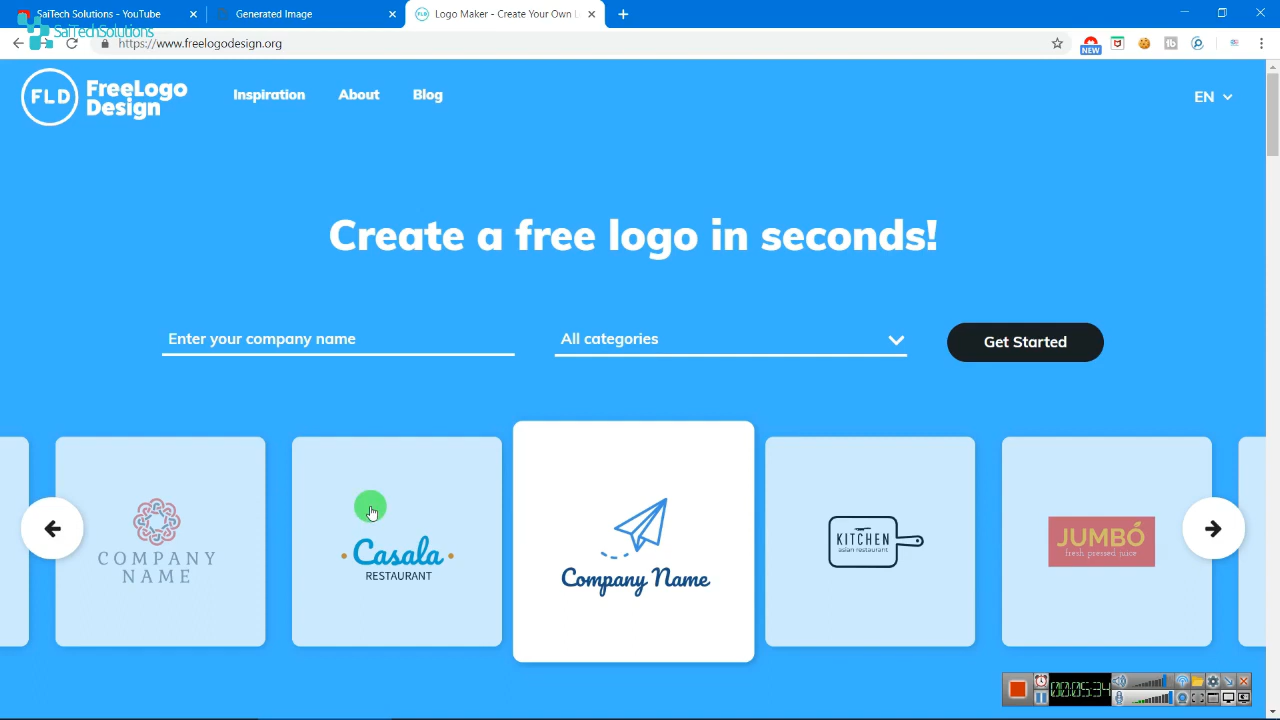 SaiTech Solutions - YouTube
Generated Image
Logo Maker - Create Your Own L
SaiTechSolutions
https://www.freelogodesign.org
NEW
fb
FLD
FreeLogo
Design
Inspiration
About
Blog
EN
Create a free logo in seconds!
Enter your company name
All categories
Get Started
COMPANY
NAME
Casala
RESTAURANT
Company Name
KITCHEN
asian restaurant
JUMBO
fresh pressed juice
00:05:34